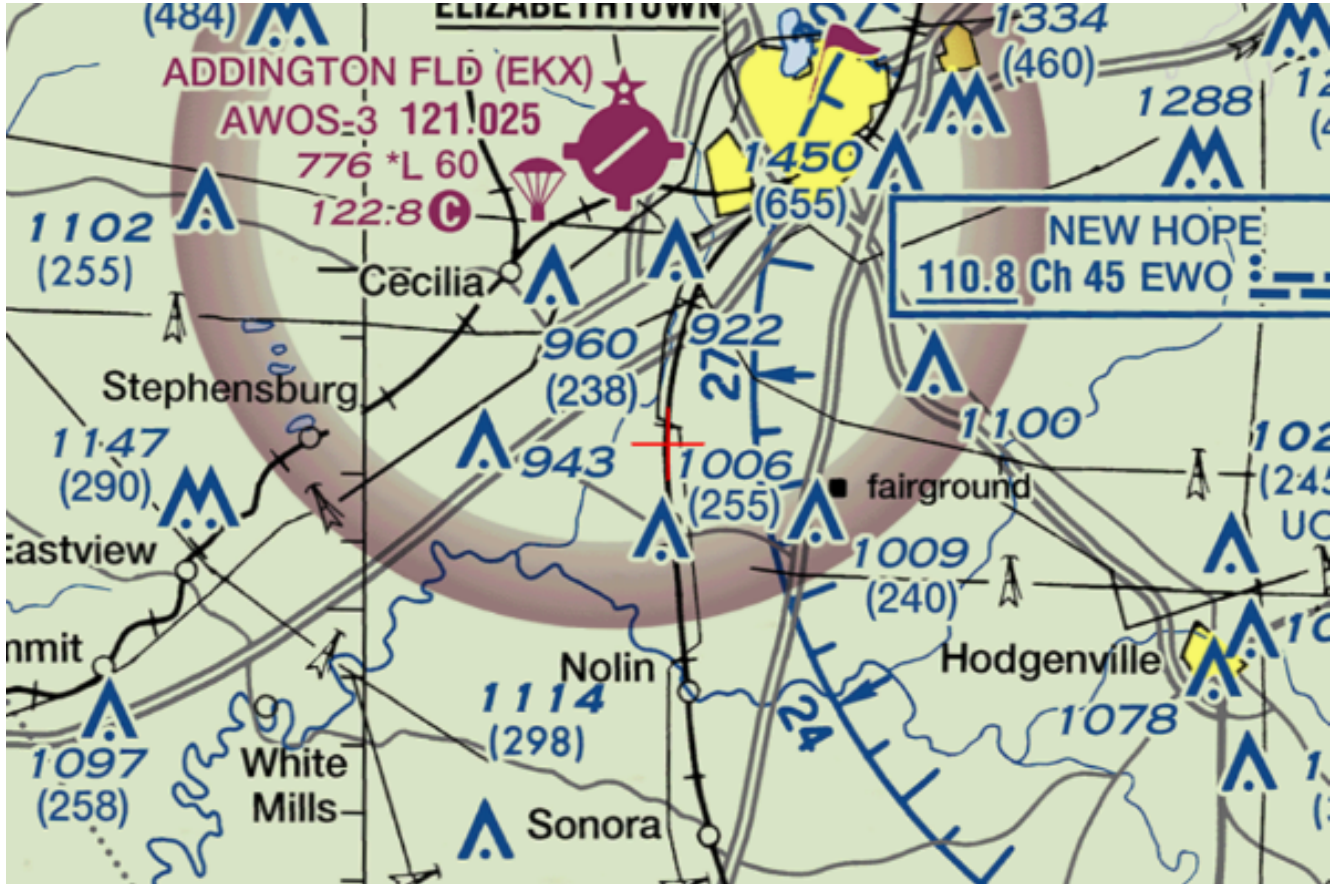 (484)
ELIZABETHTOWN
1334
(460)
ADDINGTON FLD (EKX)
AWOS-3 121.025
776 *L 60
122.8 C
1288
1450
(655)
1102
(255)
NEW HOPE
110.8 Ch 45 EWO
Cecilia
960
(238)
922
27
Stephensburg
1100
1147
(290)
943
1006
(255)
fairground
Eastview
1009
(240)
UC
Nolin
Hodgenville
1114
(298)
24
1078
1097
(258)
White
Mills
Sonora